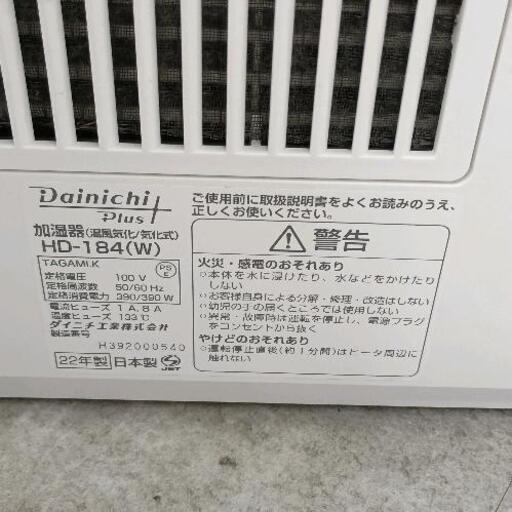 Dainichi
Plus
加湿器(温風気化/気化式)
HD-184(W)
TAGAMI.K
PS
E
定格電圧 100 V
定格周波数 50/60 Hz
定格消費電力 390/390 W
電流ヒューズ 1 A, 8 A
温度ヒューズ 133 ℃
ダイニチ工業株式会社
製造番号
H392000540
22年製
日本製
S
JET
ご使用前に取扱説明書をよくお読みのうえ、
正しくお使いください。
警告
火災・感電のおそれあり
○本体を水に浸けたり、水などをかけたり
しない
○お客様自身による分解・修理・改造はしない
○幼児の手の届くところでは使用しない
○異常・故障時は運転を停止し、電源プラグ
をコンセントから抜く
やけどのおそれあり
○運転停止直後(約1分間)はヒータ周辺に
触れない